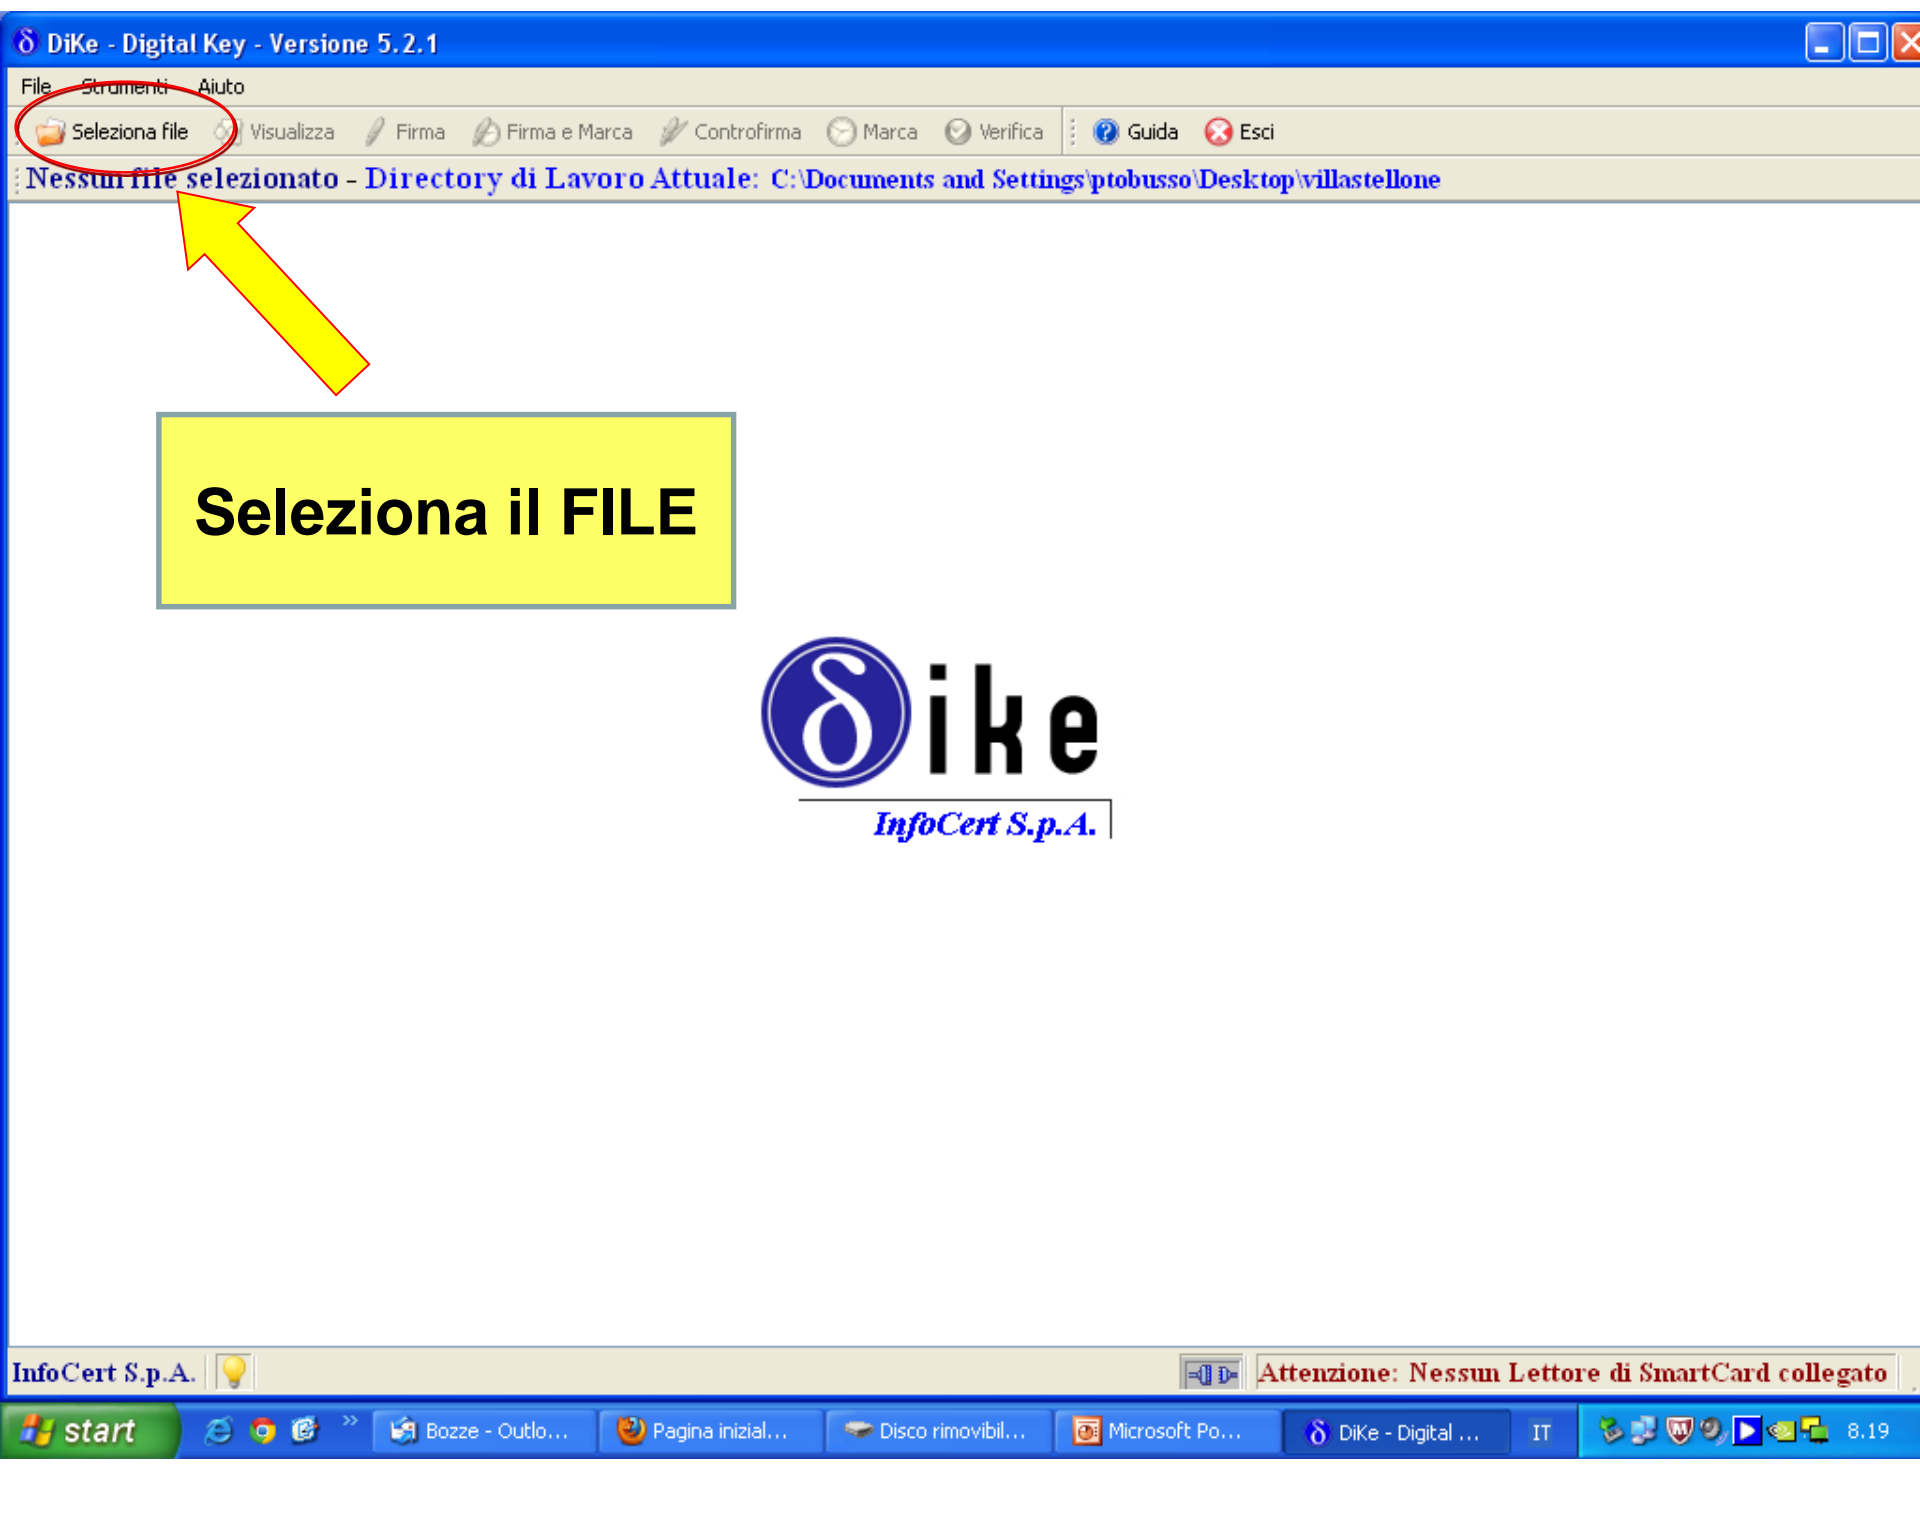 δ DiKe - Digital Key - Versione 5.2.1
File Strumenti Aiuto
Seleziona file Visualizza Firma Firma e Marca Controfirma Marca Verifica Guida Esci
Nessun file selezionato - Directory di Lavoro Attuale: C:\Documents and Settings\ptobusso\Desktop\villastellone
Seleziona il FILE
δike
InfoCert S.p.A.
InfoCert S.p.A. Attenzione: Nessun Lettore di SmartCard collegato
start » Bozze - Outlo... Pagina inizial... Disco rimovibil... Microsoft Po... δ DiKe - Digital ... IT 8.19